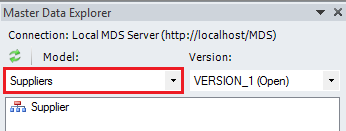 Master Data Explorer
Connection: Local MDS Server (http://localhost/MDS)
Model: Version:
Suppliers VERSION_1 (Open)
Supplier